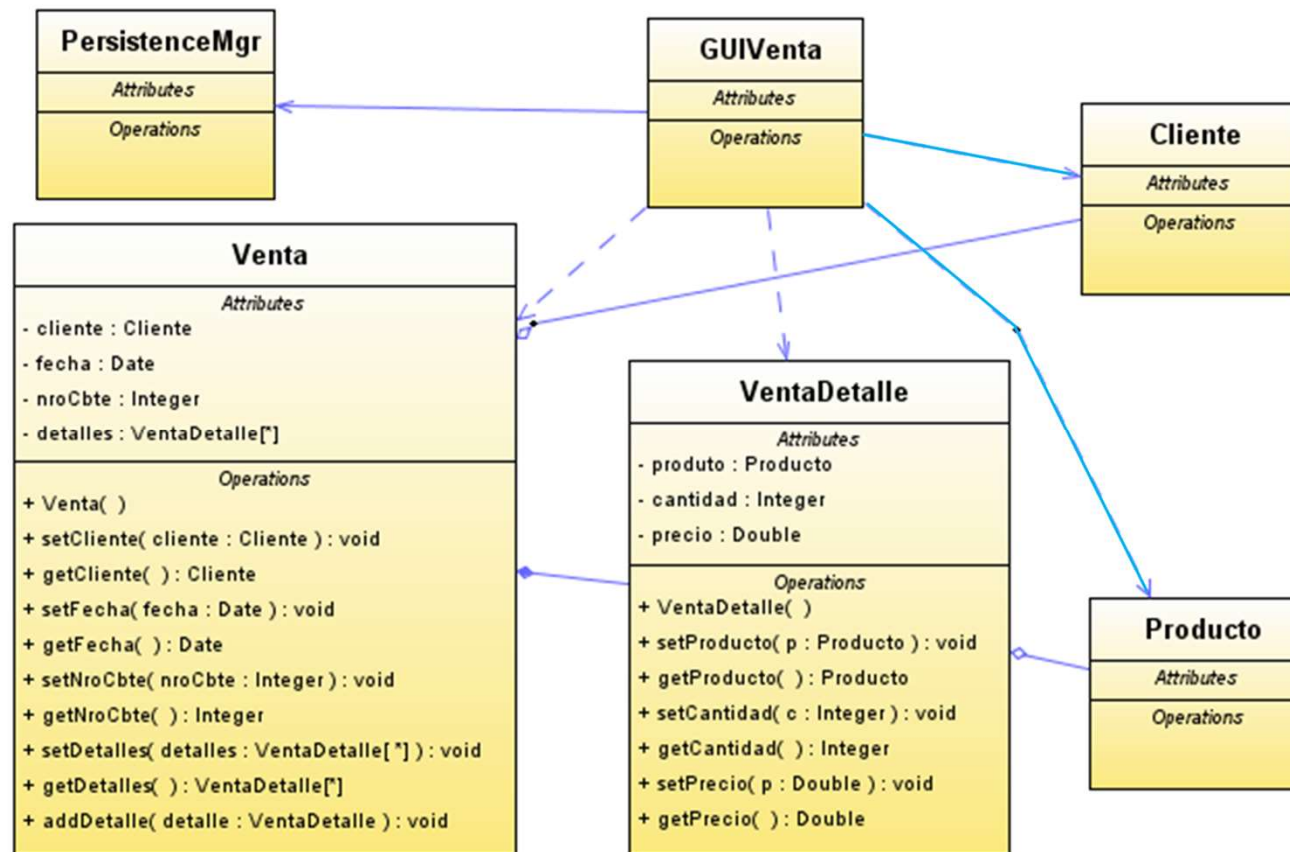 PersistenceMgr
Attributes
Operations
GUIVenta
Attributes
Operations
Cliente
Attributes
Operations
Venta
Attributes
- cliente : Cliente
- fecha : Date
- nroCbte : Integer
- detalles : VentaDetalle[*]
Operations
+ Venta( )
+ setCliente( cliente : Cliente ) : void
+ getCliente( ) : Cliente
+ setFecha( fecha : Date ) : void
+ getFecha( ) : Date
+ setNroCbte( nroCbte : Integer ) : void
+ getNroCbte( ) : Integer
+ setDetalles( detalles : VentaDetalle[ *] ) : void
+ getDetalles( ) : VentaDetalle[*]
+ addDetalle( detalle : VentaDetalle ) : void
VentaDetalle
Attributes
- produto : Producto
- cantidad : Integer
- precio : Double
Operations
+ VentaDetalle( )
+ setProducto( p : Producto ) : void
+ getProducto( ) : Producto
+ setCantidad( c : Integer ) : void
+ getCantidad( ) : Integer
+ setPrecio( p : Double ) : void
+ getPrecio( ) : Double
Producto
Attributes
Operations